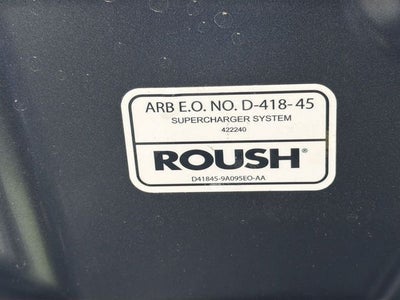 ARB E.O. NO. D-418-45
SUPERCHARGER SYSTEM
422240
ROUSH®
D41845-9A095EO-AA